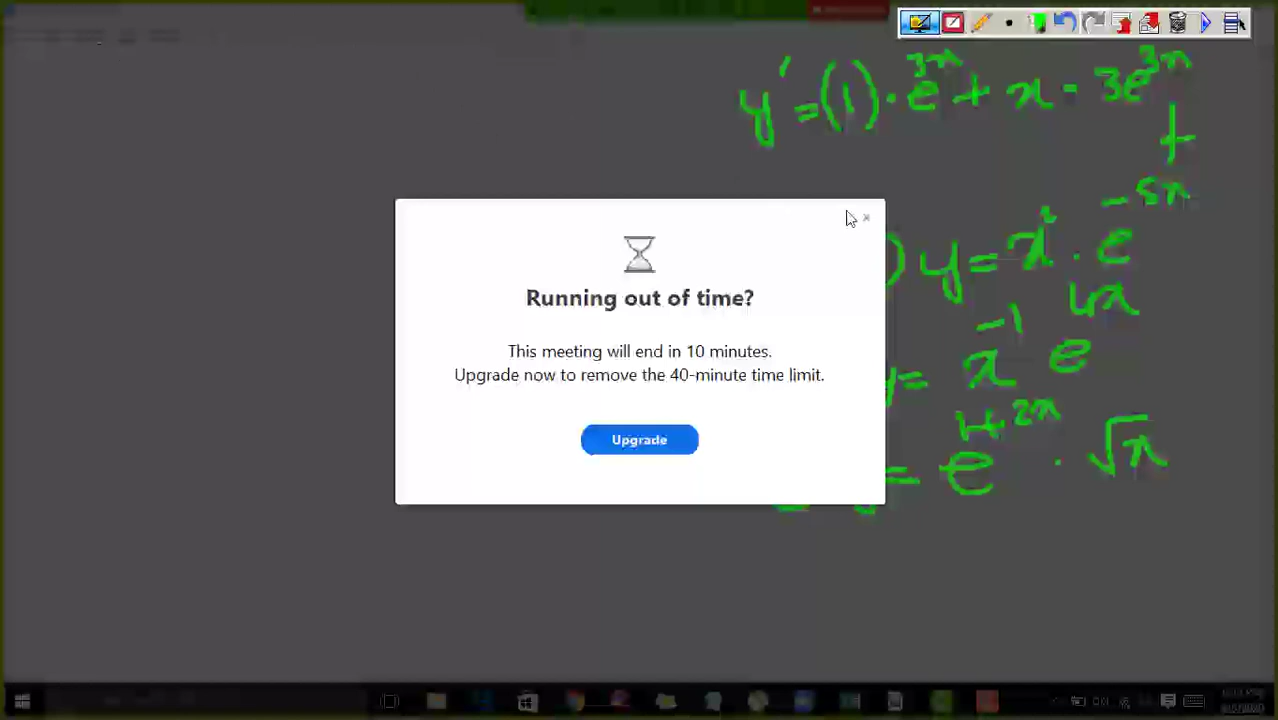 y' = (1) · e^{3x} + x · 3e^{3x}
+
) y = x² · e^{-5x}
y = x^{-1} e^{4x}
= e^{1+2x} · √x
Running out of time?
This meeting will end in 10 minutes.
Upgrade now to remove the 40-minute time limit.
Upgrade